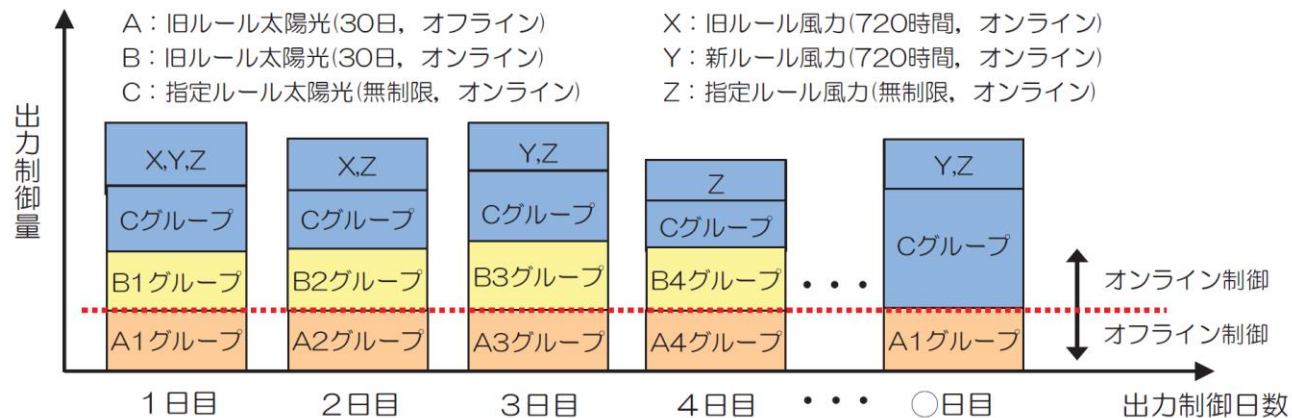 A：旧ルール太陽光(30日，オフライン)
B：旧ルール太陽光(30日，オンライン)
C：指定ルール太陽光(無制限，オンライン)
X：旧ルール風力(720時間，オンライン)
Y：新ルール風力(720時間，オンライン)
Z：指定ルール風力(無制限，オンライン)
出力制御量
X,Y,Z
Cグループ
B1グループ
A1グループ
X,Z
Cグループ
B2グループ
A2グループ
Y,Z
Cグループ
B3グループ
A3グループ
Z
Cグループ
B4グループ
A4グループ
・・・
Y,Z
Cグループ
A1グループ
オンライン制御
オフライン制御
1日目 2日目 3日目 4日目 ・・・ ○日目 出力制御日数